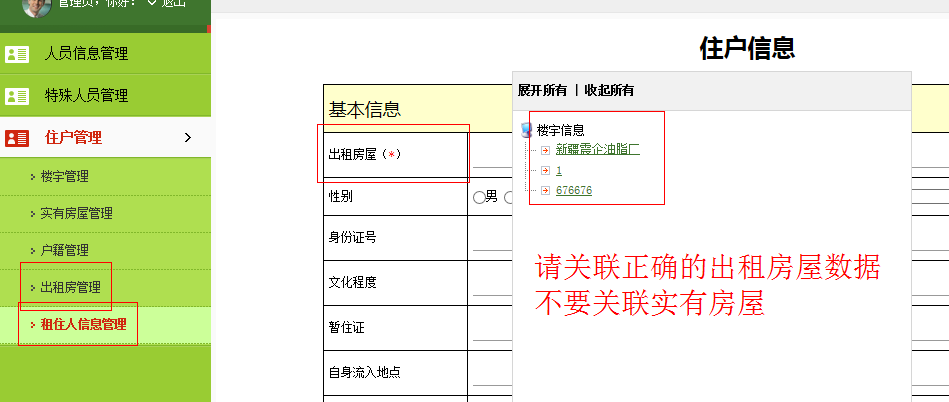 管理员，你好： 退出
人员信息管理
特殊人员管理
住户管理
楼宇管理
实有房屋管理
户籍管理
出租房管理
租住人信息管理
住户信息
基本信息
出租房屋（*）
性别
男
身份证号
文化程度
暂住证
自身流入地点
展开所有 | 收起所有
楼宇信息
新疆震企油脂厂
1
676676
请关联正确的出租房屋数据
不要关联实有房屋